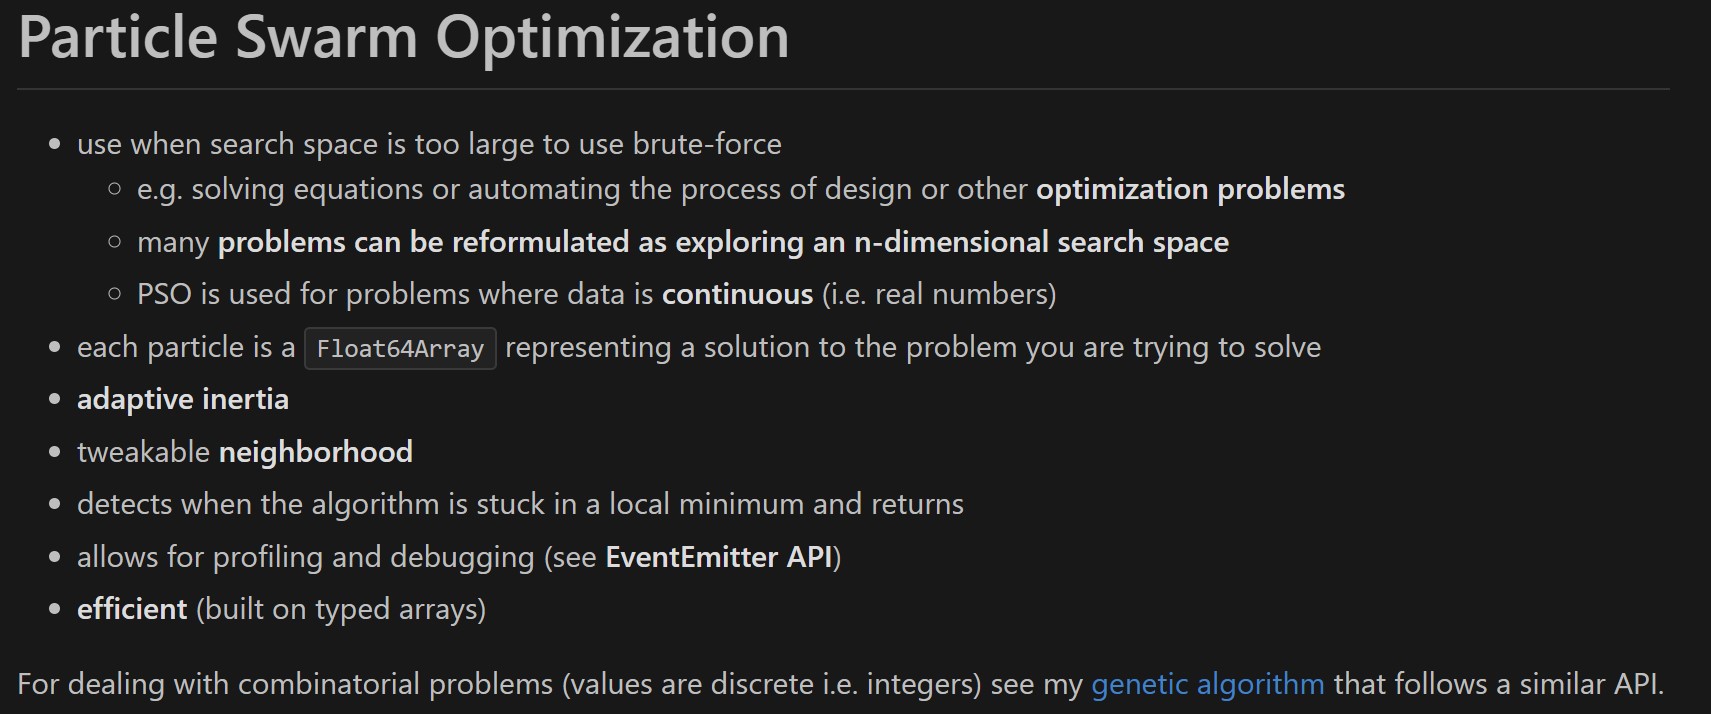 Particle Swarm Optimization
use when search space is too large to use brute-force
e.g. solving equations or automating the process of design or other optimization problems
many problems can be reformulated as exploring an n-dimensional search space
PSO is used for problems where data is continuous (i.e. real numbers)
each particle is a Float64Array representing a solution to the problem you are trying to solve
adaptive inertia
tweakable neighborhood
detects when the algorithm is stuck in a local minimum and returns
allows for profiling and debugging (see EventEmitter API)
efficient (built on typed arrays)
For dealing with combinatorial problems (values are discrete i.e. integers) see my genetic algorithm that follows a similar API.